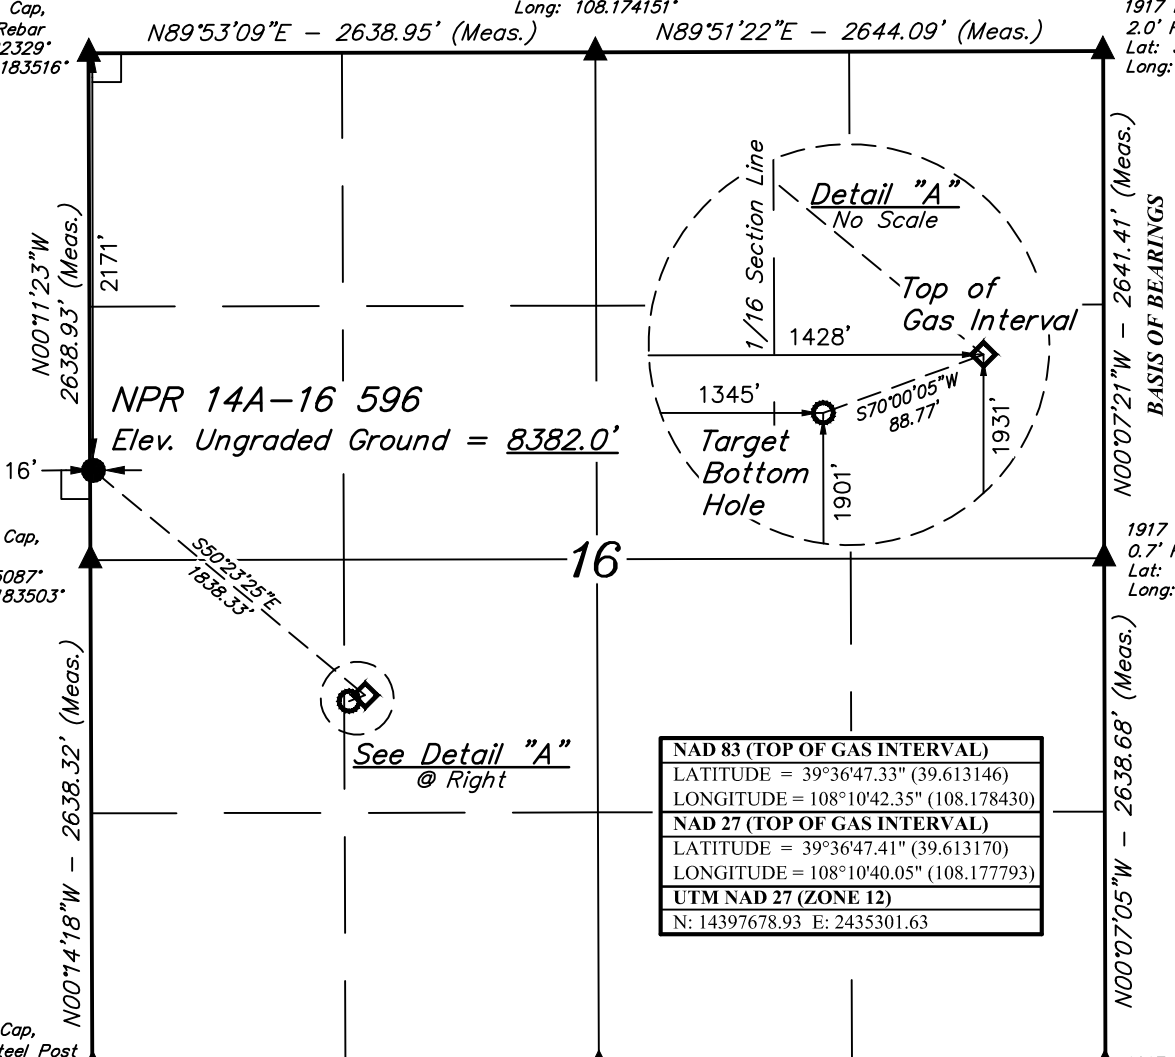 Cap,
Rebar
2329°
183516°
Long: 108.174151°
N89°53'09"E - 2638.95' (Meas.)
N89°51'22"E - 2644.09' (Meas.)
1917
2.0'
Lat:
Long:
N00°11'23"W
2638.93' (Meas.)
2171'
1/16 Section Line
Detail "A"
No Scale
Top of
Gas Interval
1428'
1345'
S70°00'05"W
88.77'
1931'
Target
Bottom
Hole
1901'
N00°07'21"W - 2641.41' (Meas.)
BASIS OF BEARINGS
NPR 14A-16 596
Elev. Ungraded Ground = 8382.0'
16'
Cap,
5087°
183503°
S50°23'25"E
1838.33'
16
1917
0.7'
Lat:
Long:
N00°14'18"W - 2638.32' (Meas.)
See Detail "A"
@ Right
NAD 83 (TOP OF GAS INTERVAL)
LATITUDE = 39°36'47.33" (39.613146)
LONGITUDE = 108°10'42.35" (108.178430)
NAD 27 (TOP OF GAS INTERVAL)
LATITUDE = 39°36'47.41" (39.613170)
LONGITUDE = 108°10'40.05" (108.177793)
UTM NAD 27 (ZONE 12)
N: 14397678.93 E: 2435301.63
N00°07'05"W - 2638.68' (Meas.)
Cap,
teel Post